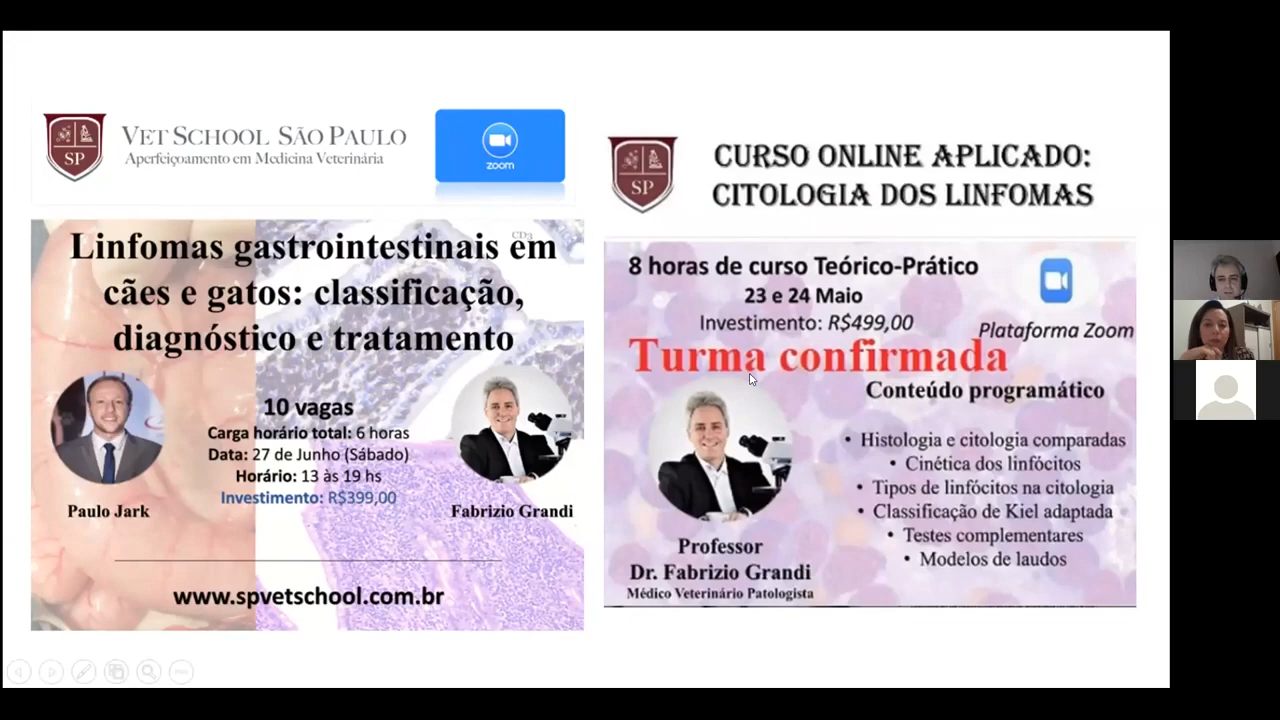 SP
VET SCHOOL SÃO PAULO
Aperfeiçoamento em Medicina Veterinária
zoom
CD3
Linfomas gastrointestinais em
cães e gatos: classificação,
diagnóstico e tratamento
10 vagas
Carga horário total: 6 horas
Data: 27 de Junho (Sábado)
Horário: 13 às 19 hs
Investimento: R$399,00
Paulo Jark
Fabrizio Grandi
www.spvetschool.com.br
SP
CURSO ONLINE APLICADO:
CITOLOGIA DOS LINFOMAS
8 horas de curso Teórico-Prático
23 e 24 Maio
Investimento: R$499,00
Plataforma Zoom
Turma confirmada
Conteúdo programático
• Histologia e citologia comparadas
• Cinética dos linfócitos
• Tipos de linfócitos na citologia
• Classificação de Kiel adaptada
• Testes complementares
• Modelos de laudos
Professor
Dr. Fabrizio Grandi
Médico Veterinário Patologista